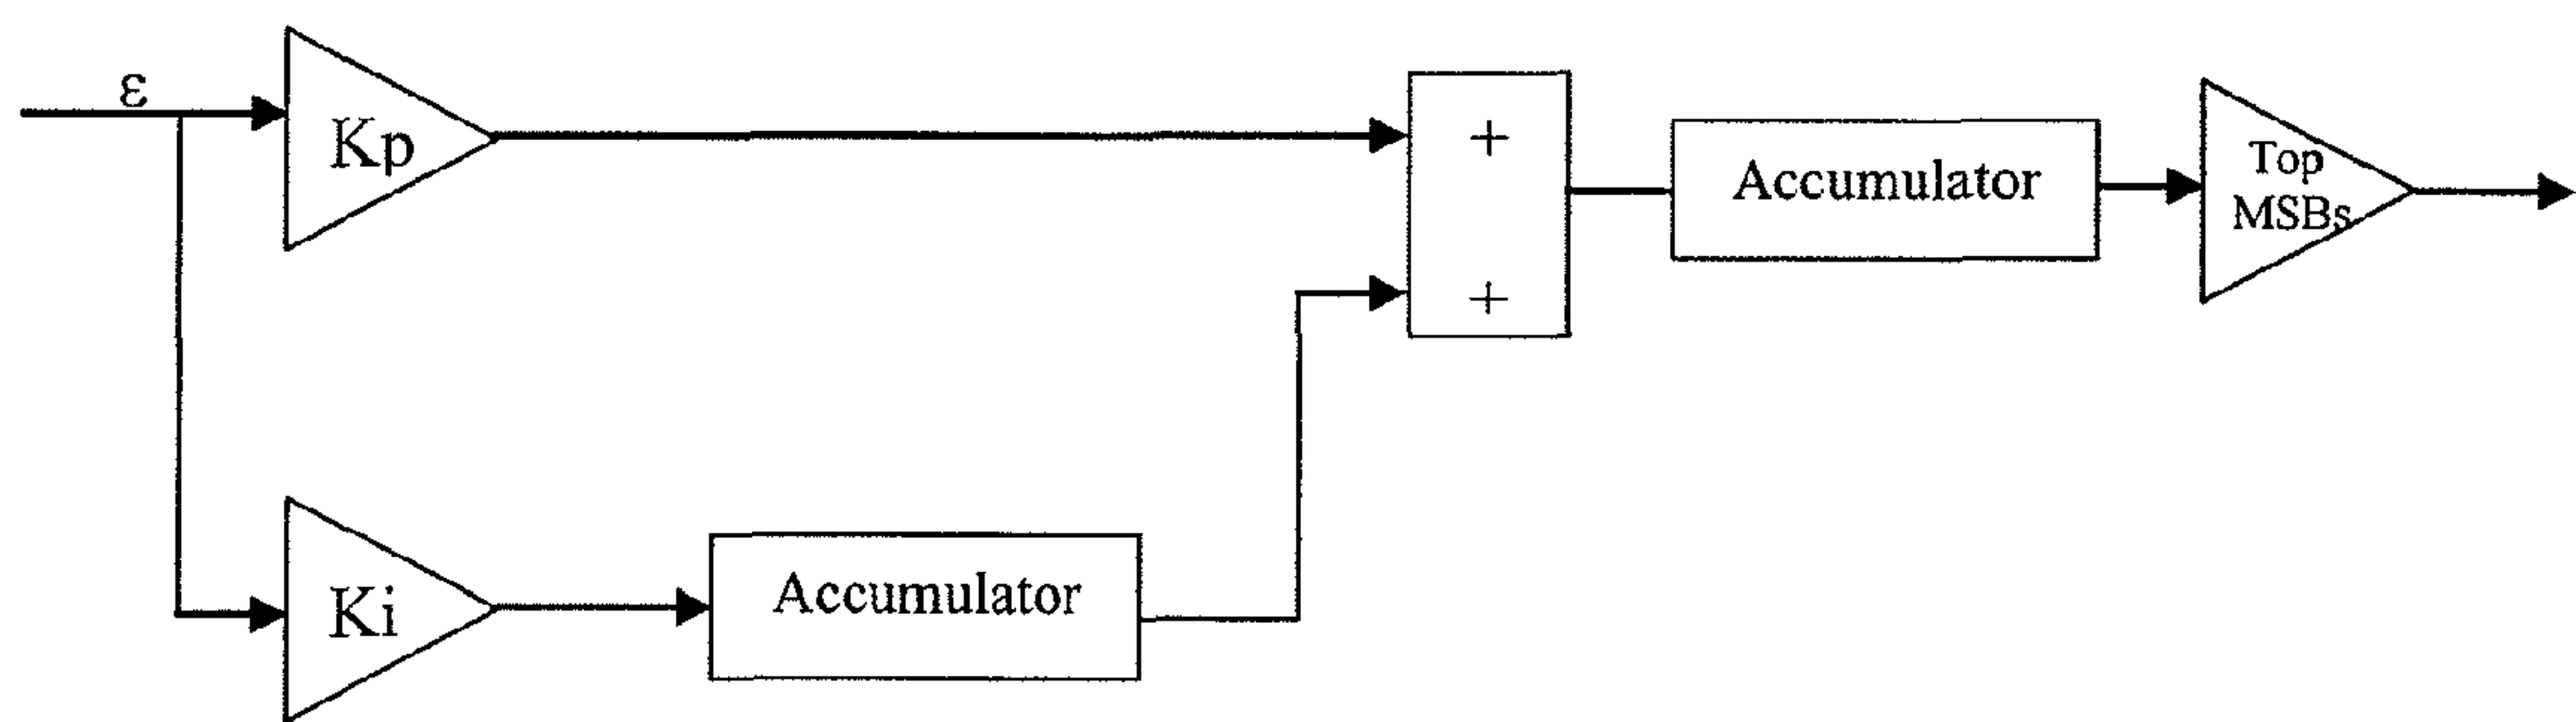 ε
Kp
+
+
Accumulator
Top
MSBs
Ki
Accumulator